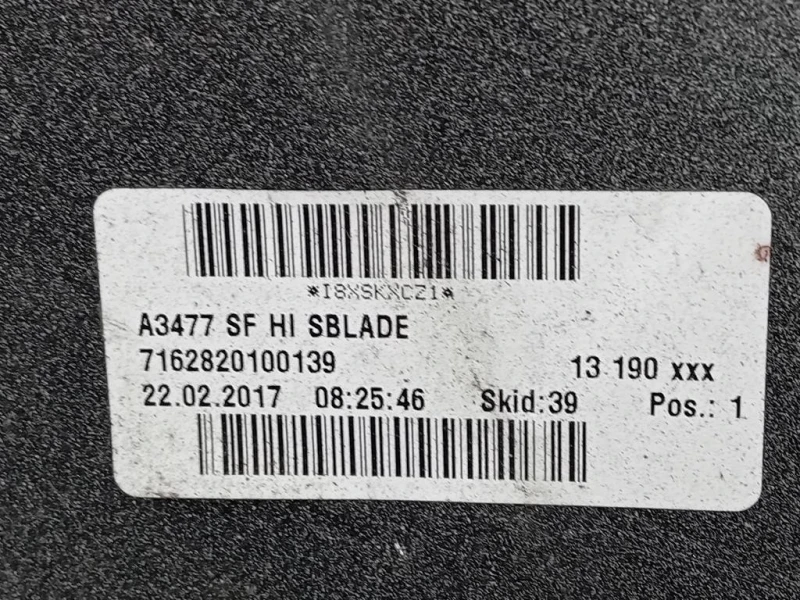 *I8XSKXCZ1*
A3477 SF HI SBLADE
7162820100139 13 190 xxx
22.02.2017 08:25:46 Skid:39 Pos.: 1